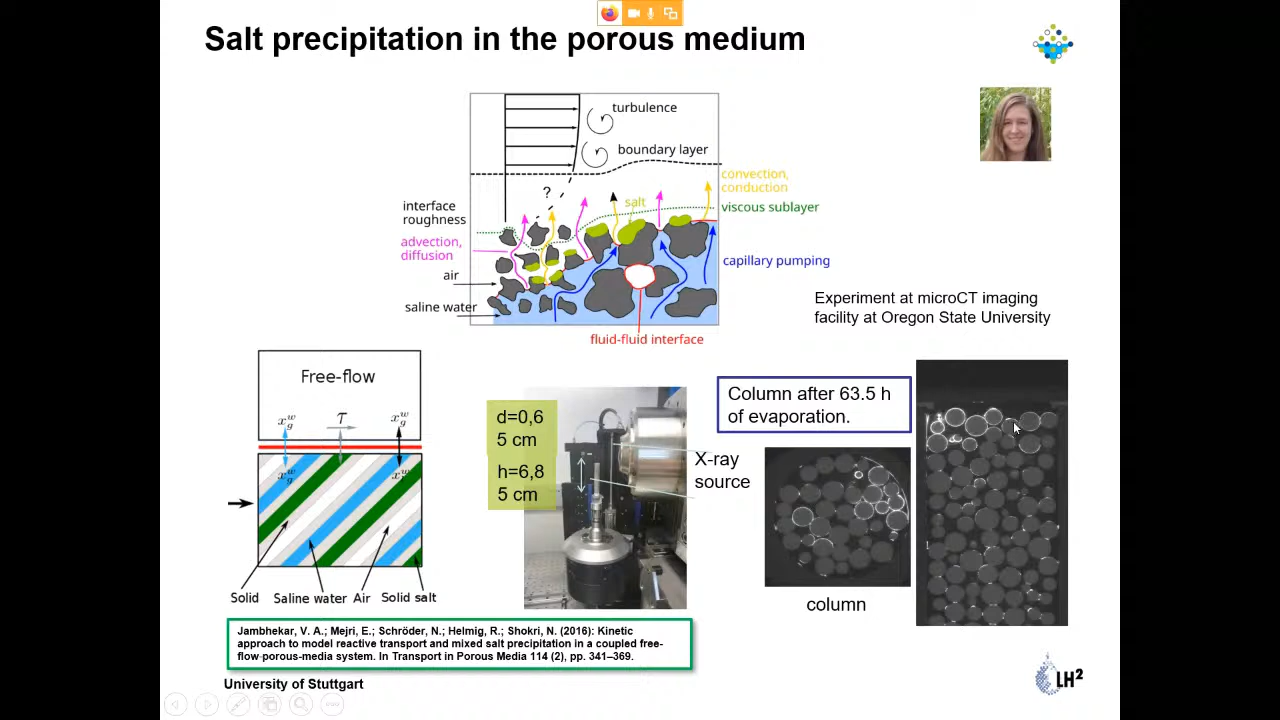 Salt precipitation in the porous medium
turbulence
boundary layer
convection,
conduction
?
interface
roughness
salt
viscous sublayer
advection,
diffusion
capillary pumping
air
saline water
fluid-fluid interface
Experiment at microCT imaging
facility at Oregon State University
Free-flow
x_g^w τ x_g^w
x_g^w x_g^w
Solid Saline water Air Solid salt
d=0,6
5 cm
h=6,8
5 cm
X-ray
source
Column after 63.5 h
of evaporation.
column
Jambhekar, V. A.; Mejri, E.; Schröder, N.; Helmig, R.; Shokri, N. (2016): Kinetic
approach to model reactive transport and mixed salt precipitation in a coupled free-
flow-porous-media system. In Transport in Porous Media 114 (2), pp. 341–369.
University of Stuttgart
LH²